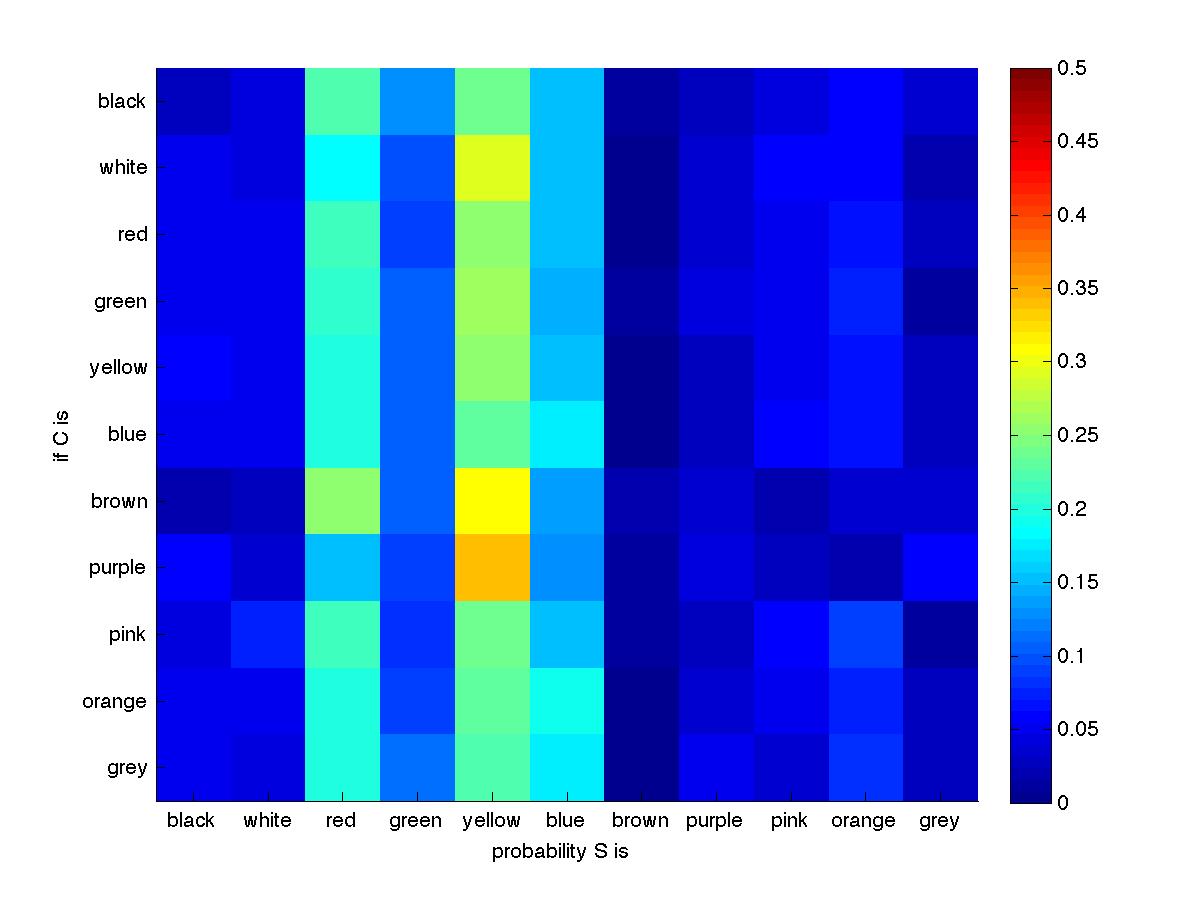 black
white
red
green
yellow
blue
brown
purple
pink
orange
grey
if C is
black white red green yellow blue brown purple pink orange grey
probability S is
0.5
0.45
0.4
0.35
0.3
0.25
0.2
0.15
0.1
0.05
0